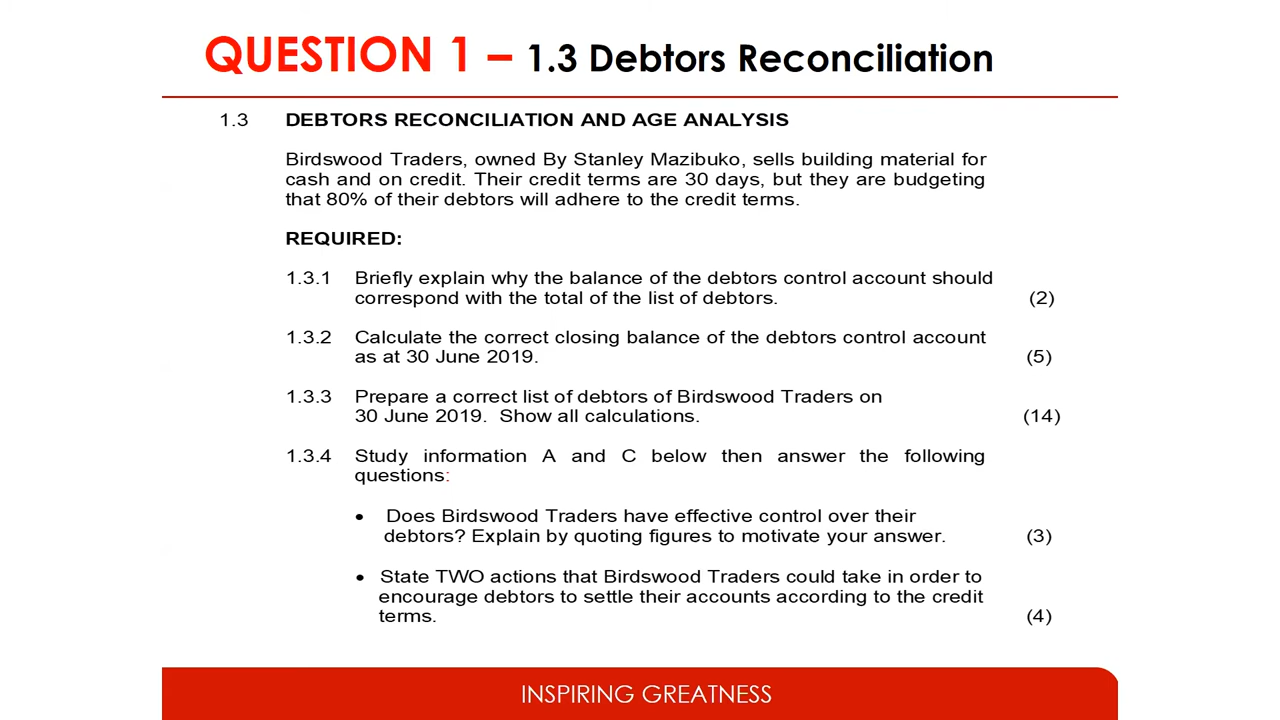 QUESTION 1 – 1.3 Debtors Reconciliation
1.3 DEBTORS RECONCILIATION AND AGE ANALYSIS
Birdswood Traders, owned By Stanley Mazibuko, sells building material for
cash and on credit. Their credit terms are 30 days, but they are budgeting
that 80% of their debtors will adhere to the credit terms.
REQUIRED:
1.3.1 Briefly explain why the balance of the debtors control account should
correspond with the total of the list of debtors. (2)
1.3.2 Calculate the correct closing balance of the debtors control account
as at 30 June 2019. (5)
1.3.3 Prepare a correct list of debtors of Birdswood Traders on
30 June 2019. Show all calculations. (14)
1.3.4 Study information A and C below then answer the following
questions:
• Does Birdswood Traders have effective control over their
debtors? Explain by quoting figures to motivate your answer. (3)
• State TWO actions that Birdswood Traders could take in order to
encourage debtors to settle their accounts according to the credit
terms. (4)
INSPIRING GREATNESS